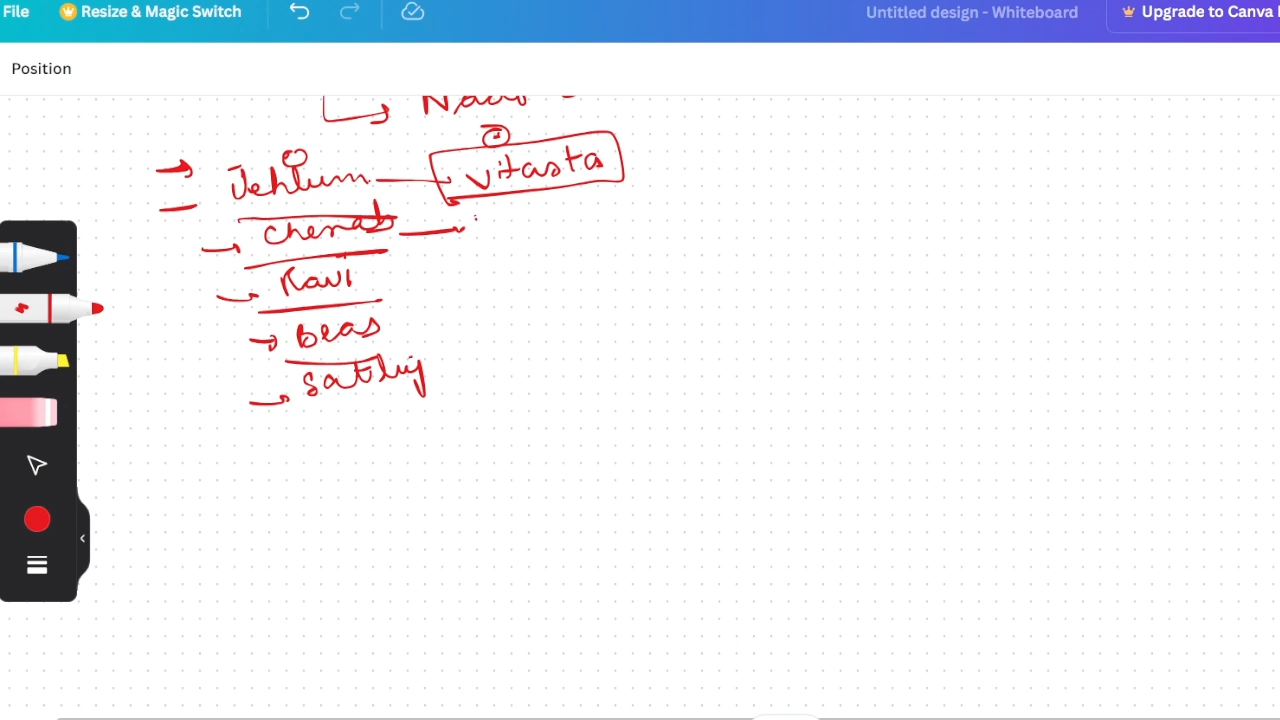 File Resize & Magic Switch Untitled design - Whiteboard Upgrade to Canva
Position
Jehlum Vitasta
Chenab
Ravi
Beas
Satluj